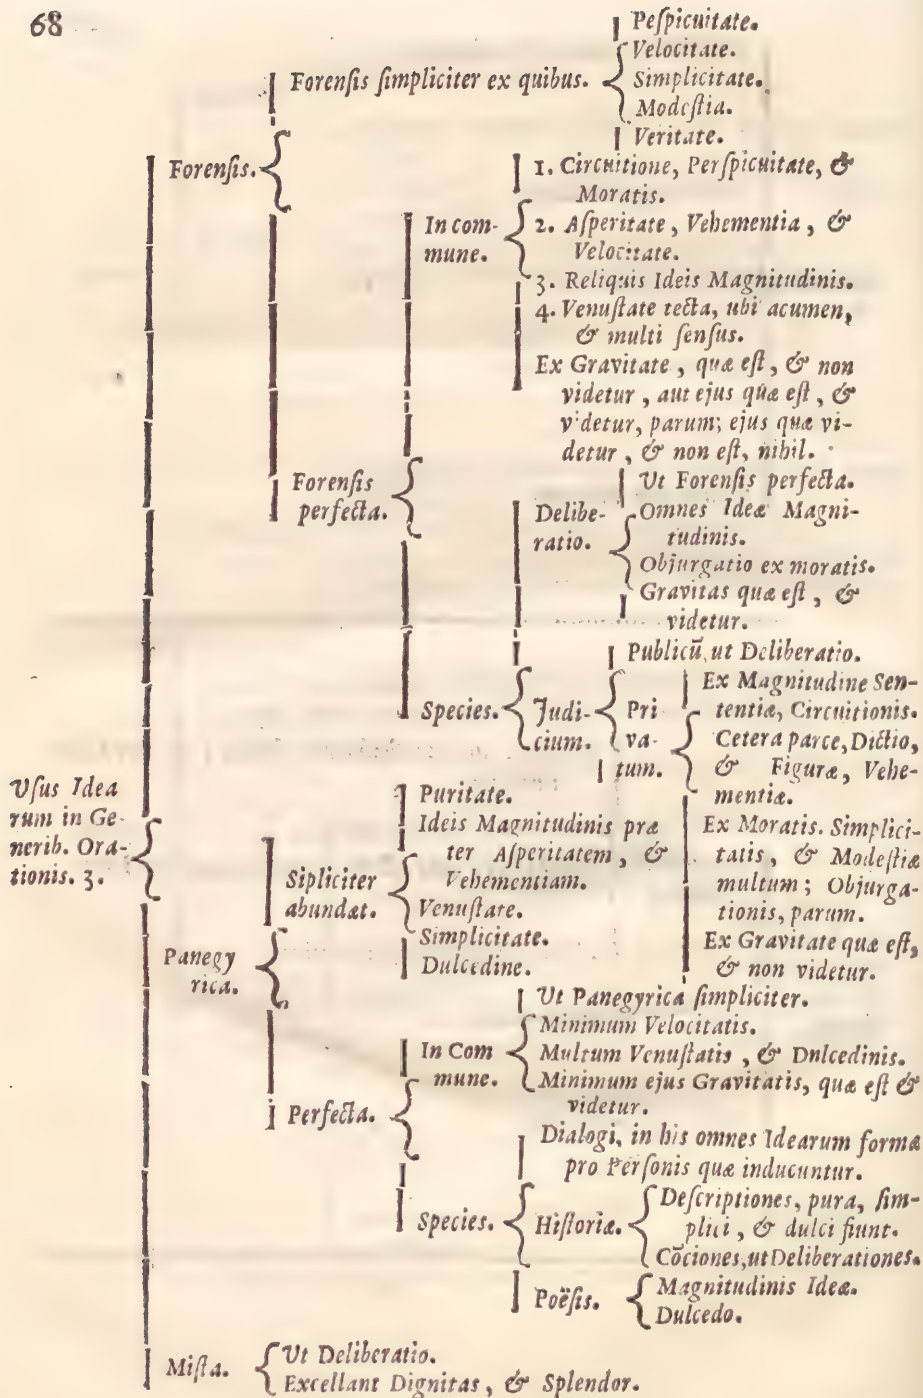 68
Peſpicuitate.
Velocitate.
Forenſis ſimpliciter ex quibus.
Simplicitate.
Modeſtia.
Veritate.
Forenſis.
1. Circuitione, Perſpicuitate, &
Moratis.
In com-
mune.
2. Aſperitate, Vehementia, &
Velocitate.
3. Reliquis Ideis Magnitudinis.
4. Venuſtate tecta, ubi acumen,
& multi ſenſus.
Ex Gravitate, quæ eſt, & non
videtur, aut ejus quæ eſt, &
videtur, parum; ejus quæ vi-
detur, & non eſt, nihil.
Forenſis
perfecta.
Ut Forenſis perfecta.
Delibe-
ratio.
Omnes Ideæ Magni-
tudinis.
Objurgatio ex moratis.
Gravitas quæ eſt, &
videtur.
Species.
Judi-
cium.
Publicū, ut Deliberatio.
Pri
va-
tum.
Ex Magnitudine Sen-
tentiæ, Circuitionis.
Cetera parce, Dictio,
& Figuræ, Vehe-
mentiæ.
Ex Moratis. Simplici-
tatis, & Modeſtiæ
multum; Objurga-
tionis, parum.
Ex Gravitate quæ eſt,
& non videtur.
Uſus Idea
rum in Ge-
nerib. Ora-
tionis. 3.
Panegy
rica.
Sipliciter
abundat.
Puritate.
Ideis Magnitudinis præ
ter Aſperitatem, &
Vehementiam.
Venuſtate.
Simplicitate.
Dulcedine.
Perfecta.
In Com
mune.
Ut Panegyrica ſimpliciter.
Minimum Velocitatis.
Multum Venuſtatis, & Dnlcedinis.
Minimum ejus Gravitatis, quæ eſt &
videtur.
Species.
Dialogi, in his omnes Idearum formæ
pro Perſonis quæ inducuntur.
Hiſtoriæ.
Deſcriptiones, pura, ſim-
plici, & dulci fiunt.
Cōciones, ut Deliberationes.
Poëſis.
Magnitudinis Ideæ.
Dulcedo.
Miſta.
Ut Deliberatio.
Excellant Dignitas, & Splendor.